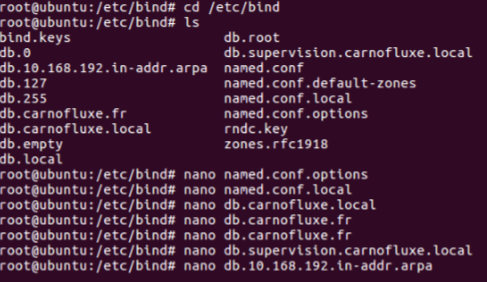 root@ubuntu:/etc/bind# cd /etc/bind
root@ubuntu:/etc/bind# ls
bind.keys db.root
db.0 db.supervision.carnofluxe.local
db.10.168.192.in-addr.arpa named.conf
db.127 named.conf.default-zones
db.255 named.conf.local
db.carnofluxe.fr named.conf.options
db.carnofluxe.local rndc.key
db.empty zones.rfc1918
db.local
root@ubuntu:/etc/bind# nano named.conf.options
root@ubuntu:/etc/bind# nano named.conf.local
root@ubuntu:/etc/bind# nano db.carnofluxe.local
root@ubuntu:/etc/bind# nano db.carnofluxe.fr
root@ubuntu:/etc/bind# nano db.carnofluxe.fr
root@ubuntu:/etc/bind# nano db.supervision.carnofluxe.local
root@ubuntu:/etc/bind# nano db.10.168.192.in-addr.arpa